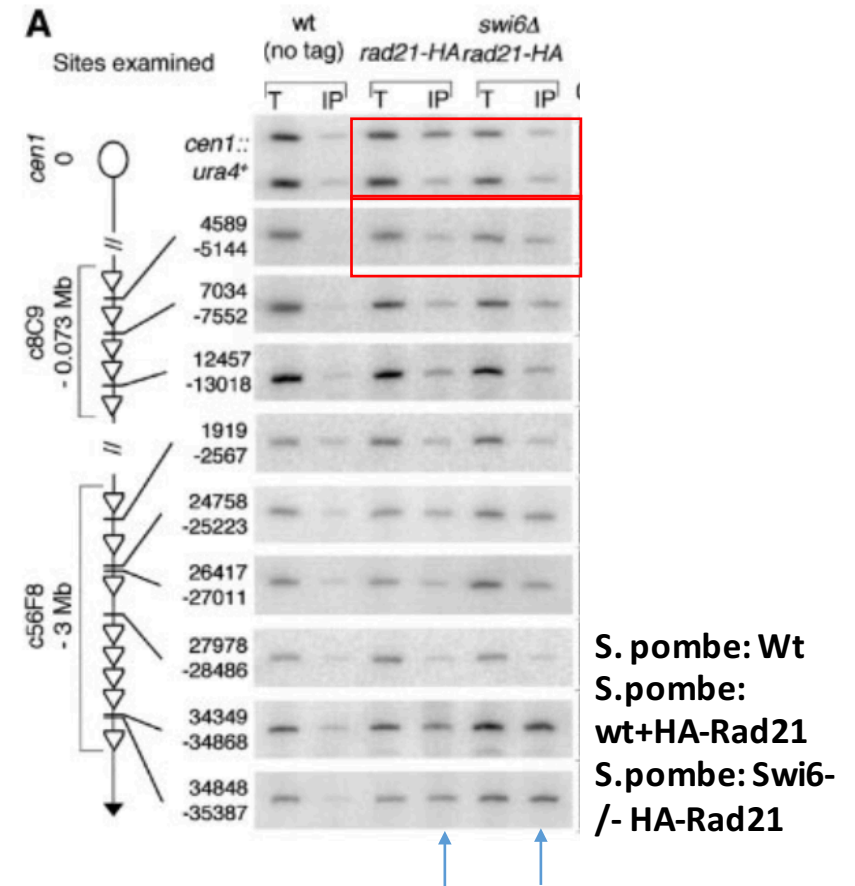 A
Sites examined
wt
(no tag)
rad21-HA
swi6Δ
rad21-HA
T IP T IP T IP
cen1
0
cen1::
ura4+
4589
-5144
c8C9
- 0.073 Mb
7034
-7552
12457
-13018
1919
-2567
c56F8
- 3 Mb
24758
-25223
26417
-27011
27978
-28486
34349
-34868
34848
-35387
S. pombe: Wt
S.pombe:
wt+HA-Rad21
S.pombe: Swi6-
/- HA-Rad21